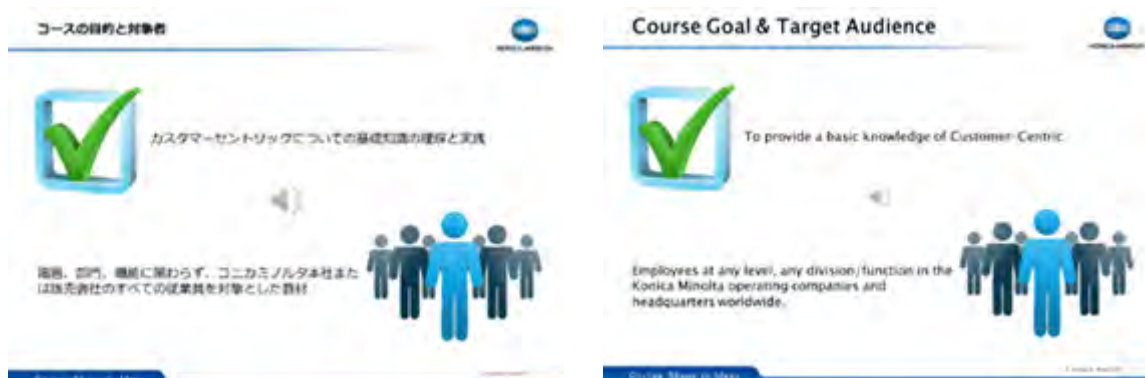 コースの目的と対象者
KONICA MINOLTA
カスタマーセントリックについての基礎知識の理解と実践
職種、部門、機能に関わらず、コニカミノルタ本社また
は販売会社のすべての従業員を対象とした教材
Course Goal & Target Audience
KONICA MINOLTA
To provide a basic knowledge of Customer-Centric
Employees at any level, any division/function in the
Konica Minolta operating companies and
headquarters worldwide.